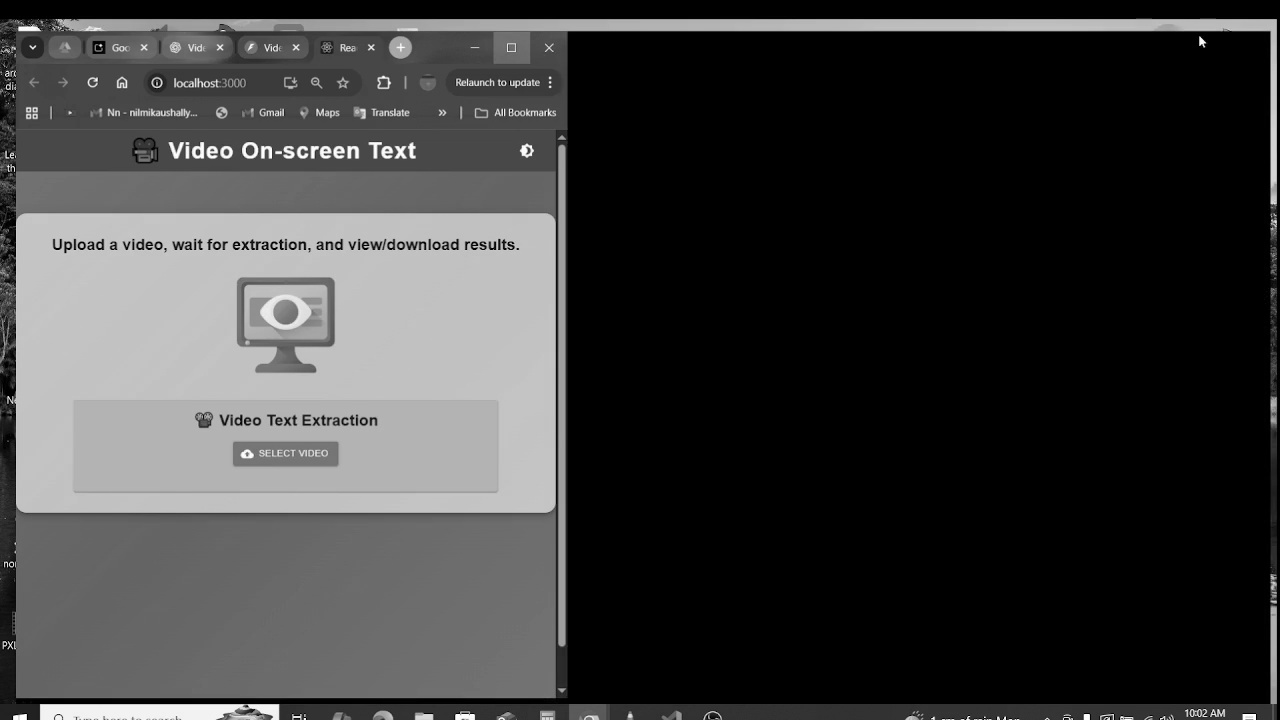 Goo
Vide
Vide
Rea
localhost:3000
Relaunch to update
Nn - nilmikaushally...
Gmail
Maps
Translate
»
All Bookmarks
Video On-screen Text
Upload a video, wait for extraction, and view/download results.
Video Text Extraction
SELECT VIDEO
PXL
Type here to search
10:02 AM